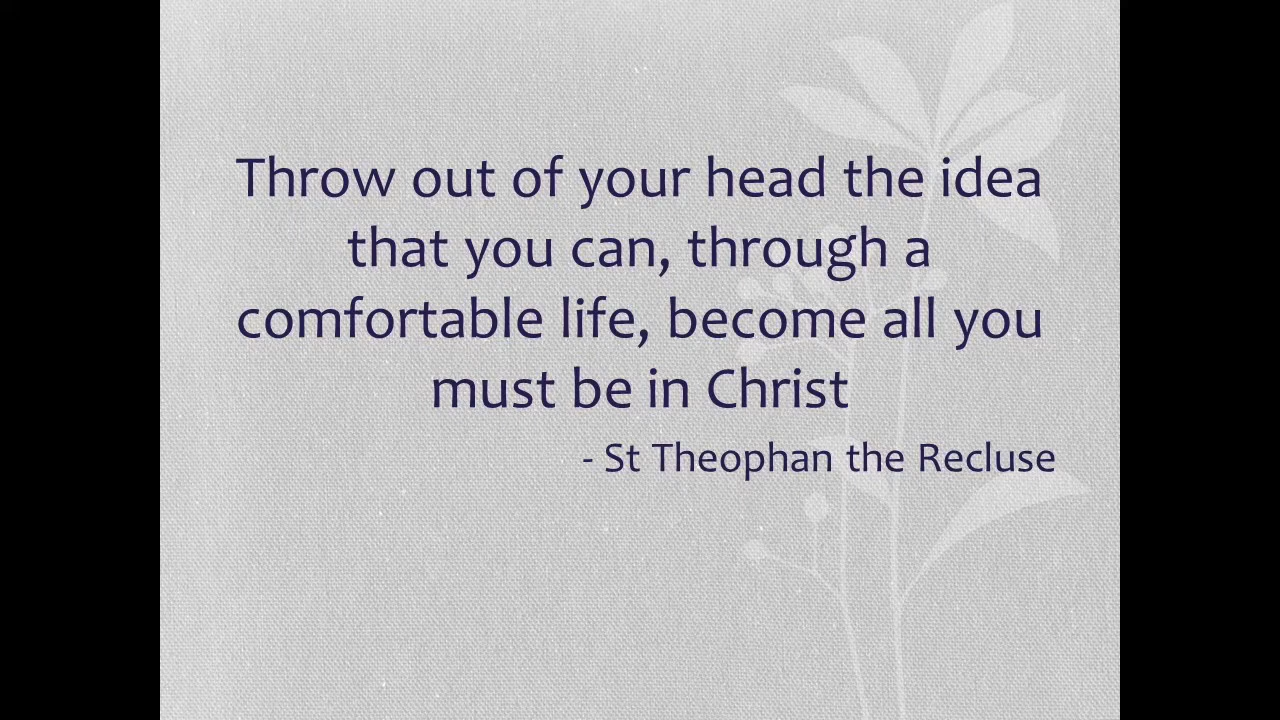 Throw out of your head the idea
that you can, through a
comfortable life, become all you
must be in Christ
- St Theophan the Recluse